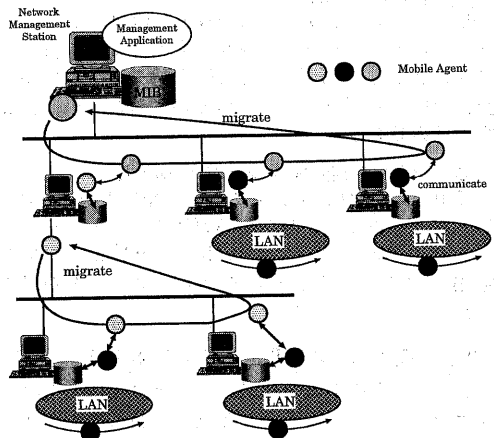 Network
Management
Station
Management
Application
MIB
Mobile Agent
migrate
communicate
LAN
LAN
migrate
LAN
LAN